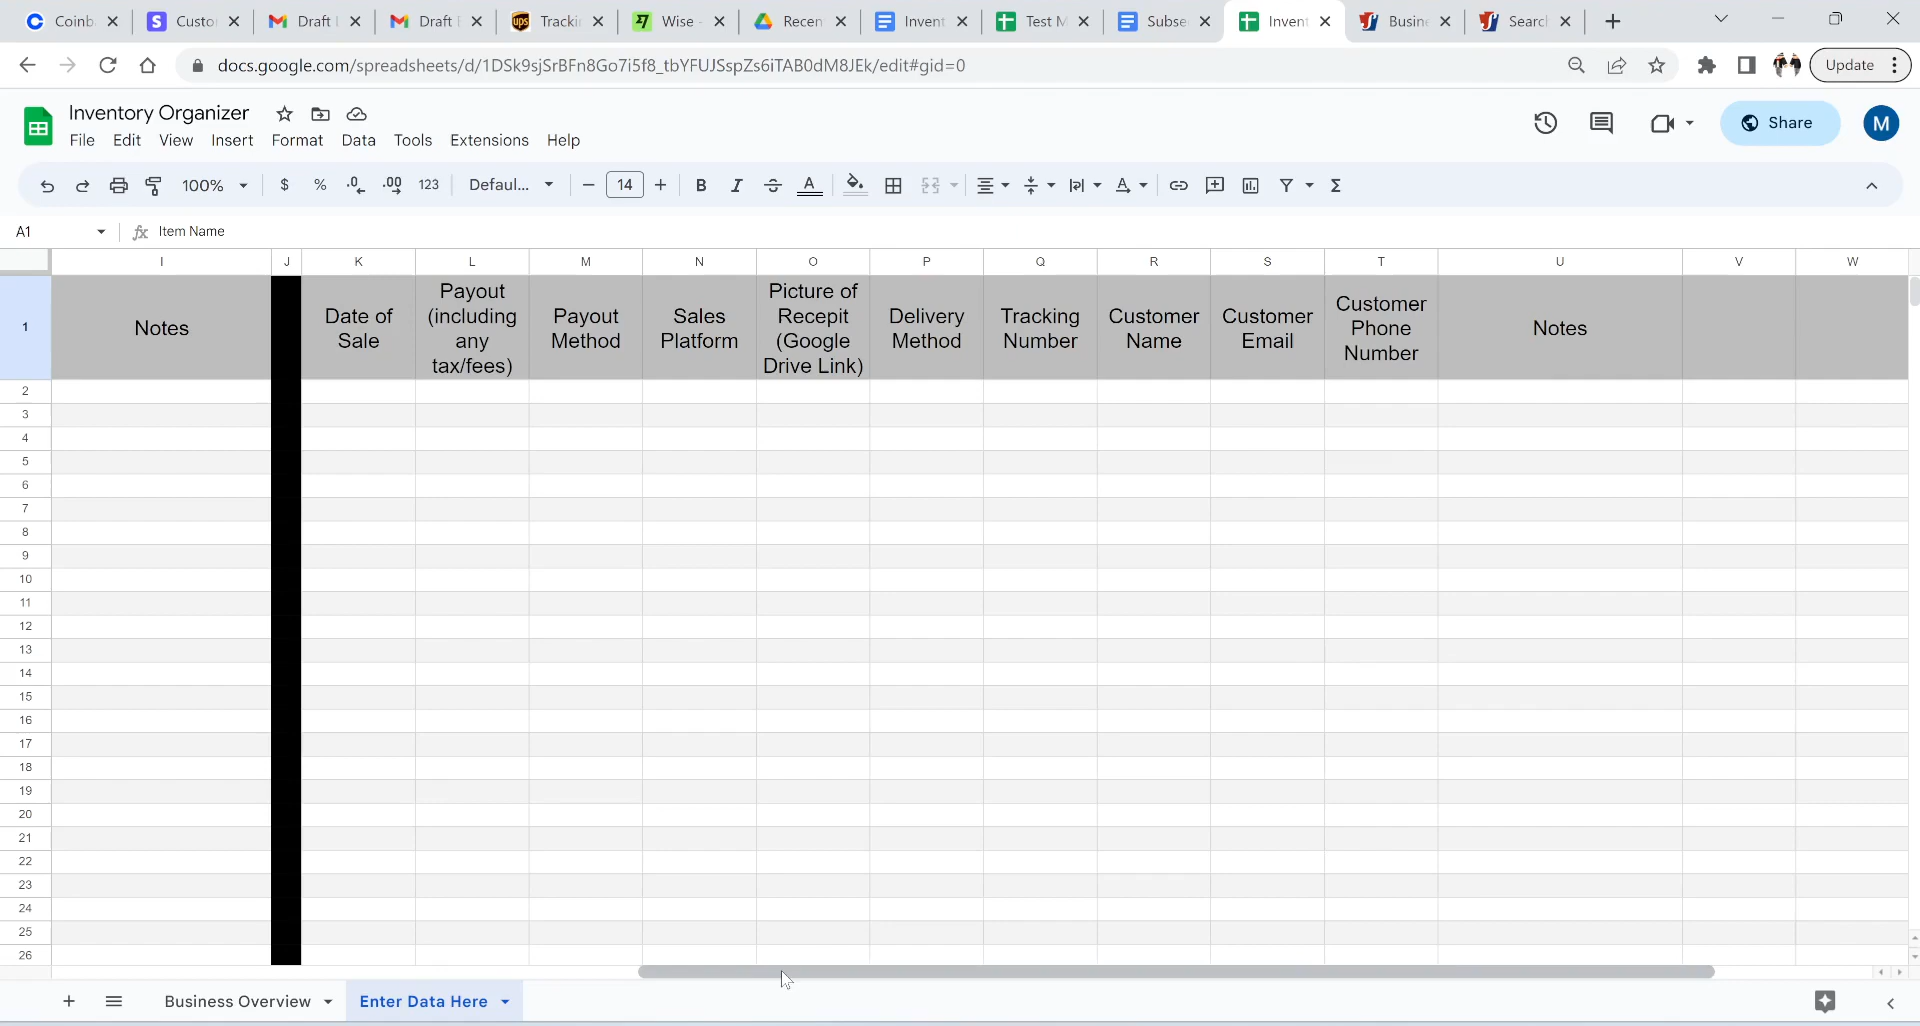 Coinb
Custo
Draft
Draft
Tracki
Wise
Recen
Invent
Test M
Subse
Invent
Busine
Search
docs.google.com/spreadsheets/d/1DSk9sjSrBFn8Go7i5f8_tbYFUJSspZs6iTAB0dM8JEk/edit#gid=0
Update
Inventory Organizer
File Edit View Insert Format Data Tools Extensions Help
Share
M
100% $ % .0 .00 123 Defaul... 14 B I A
A1
fx Item Name
I J K L M N O P Q R S T U V W
1
Notes
Date of
Sale
Payout
(including
any
tax/fees)
Payout
Method
Sales
Platform
Picture of
Recepit
(Google
Drive Link)
Delivery
Method
Tracking
Number
Customer
Name
Customer
Email
Customer
Phone
Number
Notes
2
3
4
5
6
7
8
9
10
11
12
13
14
15
16
17
18
19
20
21
22
23
24
25
26
Business Overview
Enter Data Here